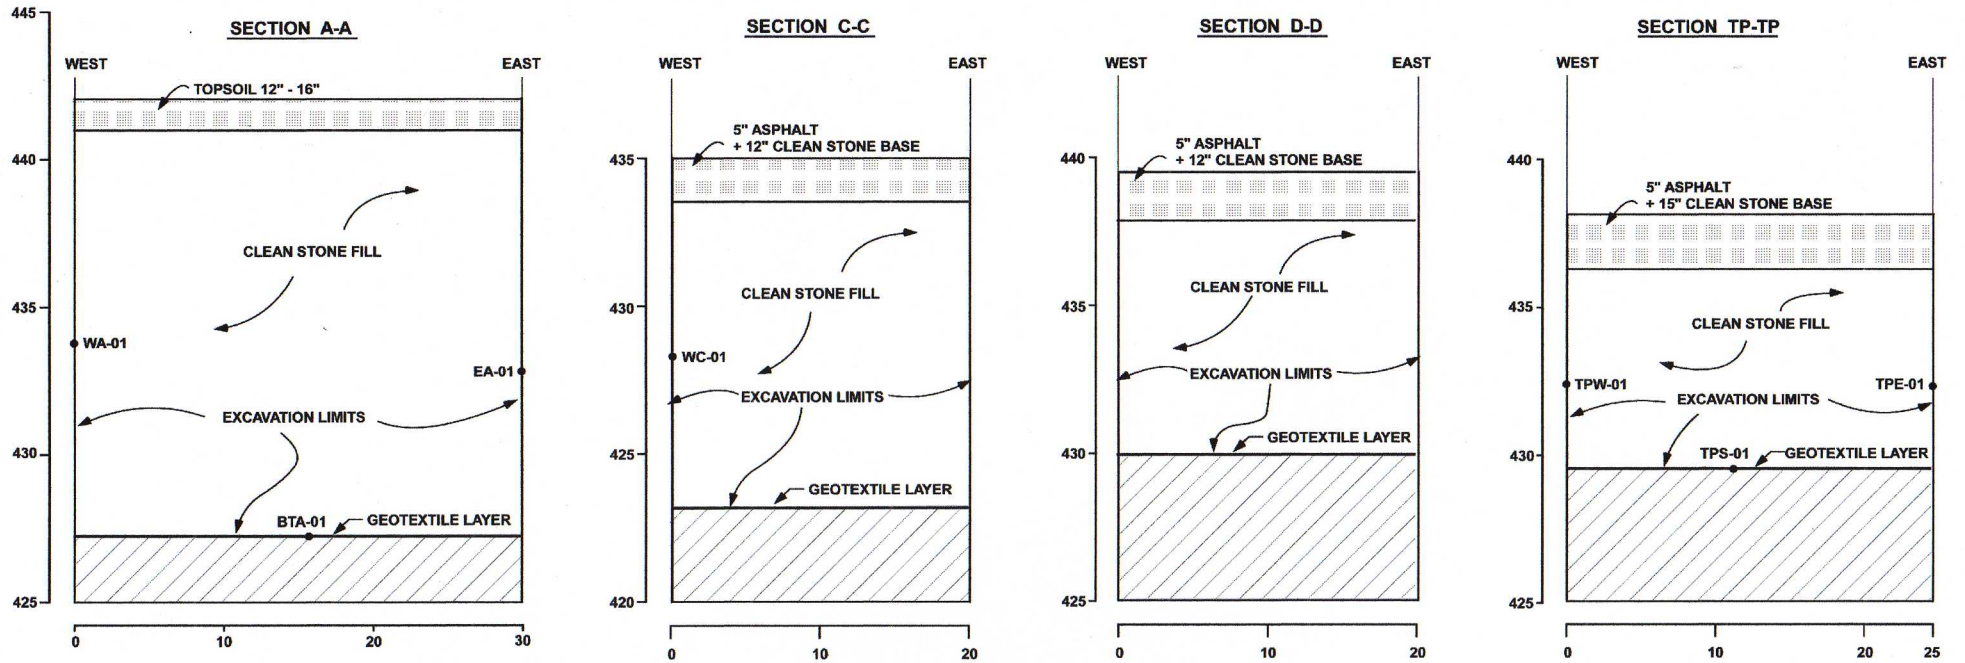 SECTION A-A
WEST
EAST
TOPSOIL 12" - 16"
CLEAN STONE FILL
WA-01
EA-01
EXCAVATION LIMITS
BTA-01
GEOTEXTILE LAYER
445
440
435
430
425
0
10
20
30
SECTION C-C
WEST
EAST
5" ASPHALT
+ 12" CLEAN STONE BASE
CLEAN STONE FILL
WC-01
EXCAVATION LIMITS
GEOTEXTILE LAYER
435
430
425
420
0
10
20
SECTION D-D
WEST
EAST
5" ASPHALT
+ 12" CLEAN STONE BASE
CLEAN STONE FILL
EXCAVATION LIMITS
GEOTEXTILE LAYER
440
435
430
425
0
10
20
SECTION TP-TP
WEST
EAST
5" ASPHALT
+ 15" CLEAN STONE BASE
CLEAN STONE FILL
TPW-01
TPE-01
EXCAVATION LIMITS
TPS-01
GEOTEXTILE LAYER
440
435
430
425
0
10
20
25